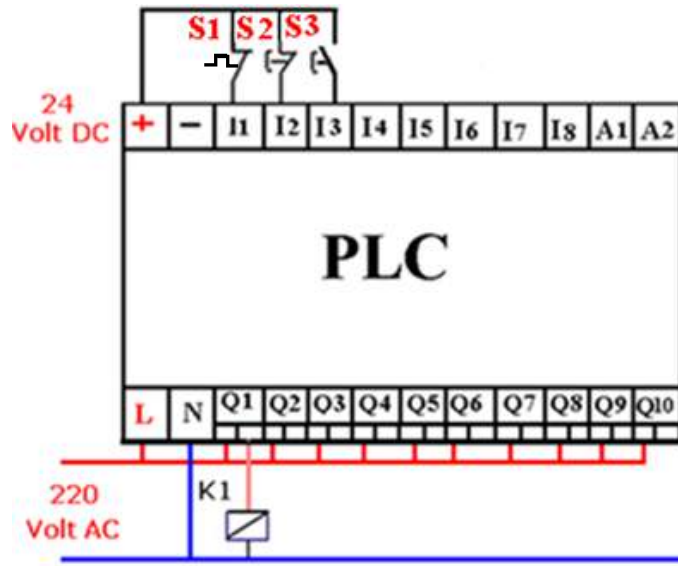 S1 S2 S3
24
Volt DC
+ − I1 I2 I3 I4 I5 I6 I7 I8 A1 A2
PLC
L N Q1 Q2 Q3 Q4 Q5 Q6 Q7 Q8 Q9 Q10
K1
220
Volt AC